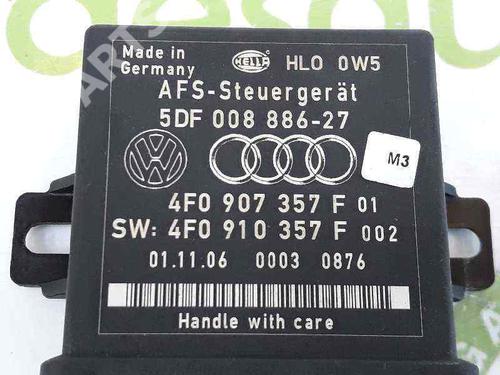 Made in
Germany
HELLA
HLO 0W5
AFS-Steuergerät
5DF 008 886-27
M3
4F0 907 357 F 01
SW: 4F0 910 357 F 002
01.11.06 0003 0876
Handle with care